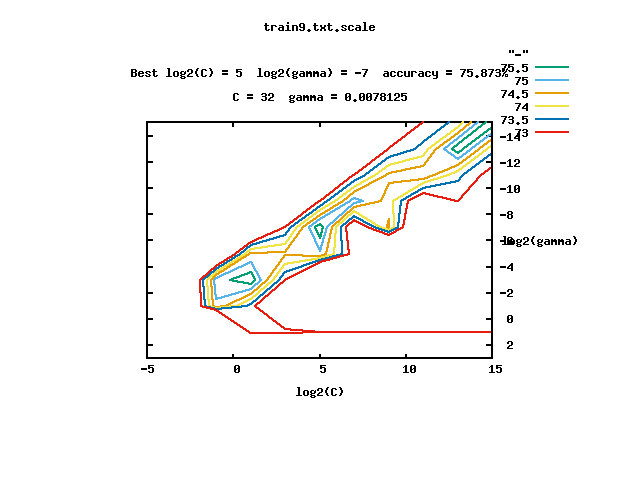 train9.txt.scale
"-"
Best log2(C) = 5 log2(gamma) = -7 accuracy = 75.873%
75.5
75
C = 32 gamma = 0.0078125
74.5
74
73.5
73
-14
-12
-10
-8
-6
log2(gamma)
-4
-2
0
2
-5 0 5 10 15
log2(C)